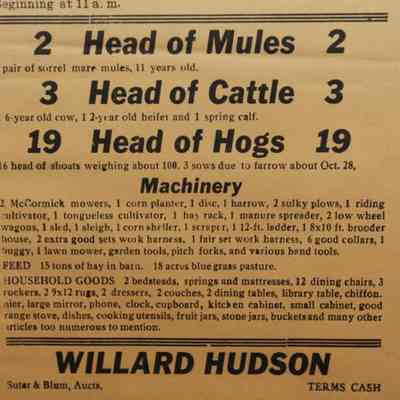 Beginning at 11 a. m.
2 Head of Mules 2
pair of sorrel mare mules, 11 years old.
3 Head of Cattle 3
6-year-old cow, 1 2-year old heifer and 1 spring calf.
19 Head of Hogs 19
16 head of shoats weighing about 100. 3 sows due to farrow about Oct. 28,
Machinery
2 McCormick mowers, 1 corn planter, 1 disc, 1 harrow, 2 sulky plows, 1 riding
cultivator, 1 tongueless cultivator, 1 hay rack, 1 manure spreader, 2 low wheel
wagons, 1 sled, 1 sleigh, 1 corn sheller, 1 scraper, 1 12-ft. ladder, 1 8x10 ft. brooder
house, 2 extra good sets work harness, 1 fair set work harness, 6 good collars, 1
buggy, 1 lawn mower, garden tools, pitch forks, and various hand tools.
FEED 15 tons of hay in barn. 18 acres blue grass pasture.
HOUSEHOLD GOODS 2 bedsteads, springs and mattresses, 12 dining chairs, 3
rockers, 2 9x12 rugs, 2 dressers, 2 couches, 2 dining tables, library table, chiffon-
nier, large mirror, phone, clock, cupboard, kitchen cabinet, small cabinet, good
range stove, dishes, cooking utensils, fruit jars, stone jars, buckets and many other
articles too numerous to mention.
WILLARD HUDSON
Suter & Blum, Aucts. TERMS CASH